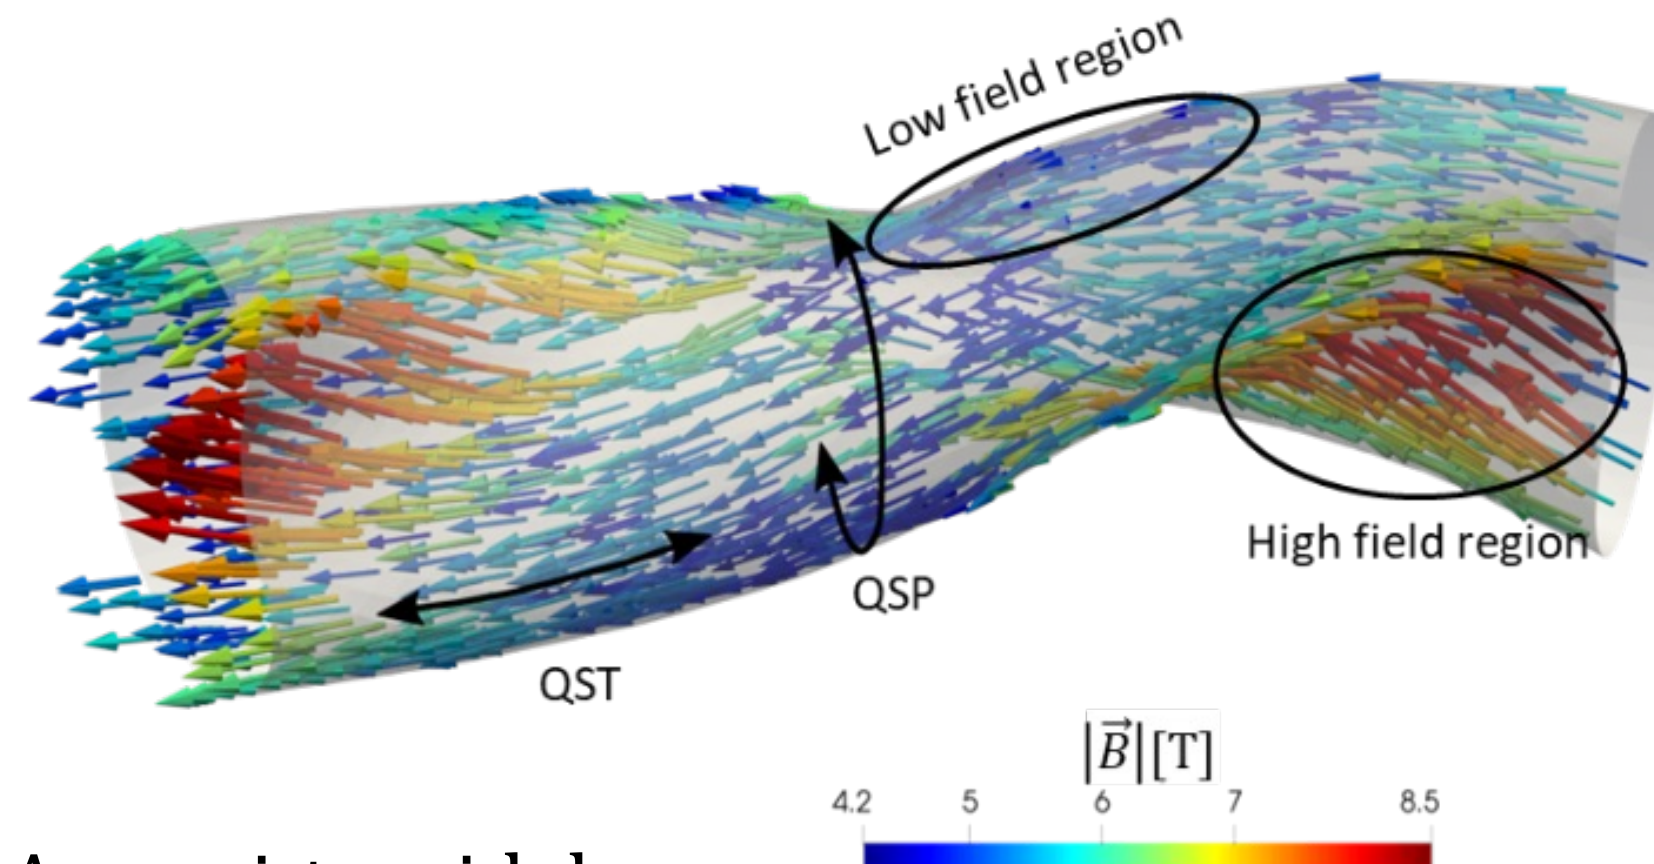 Low field region
High field region
QSP
QST
|B⃗|[T]
4.2 5 6 7 8.5